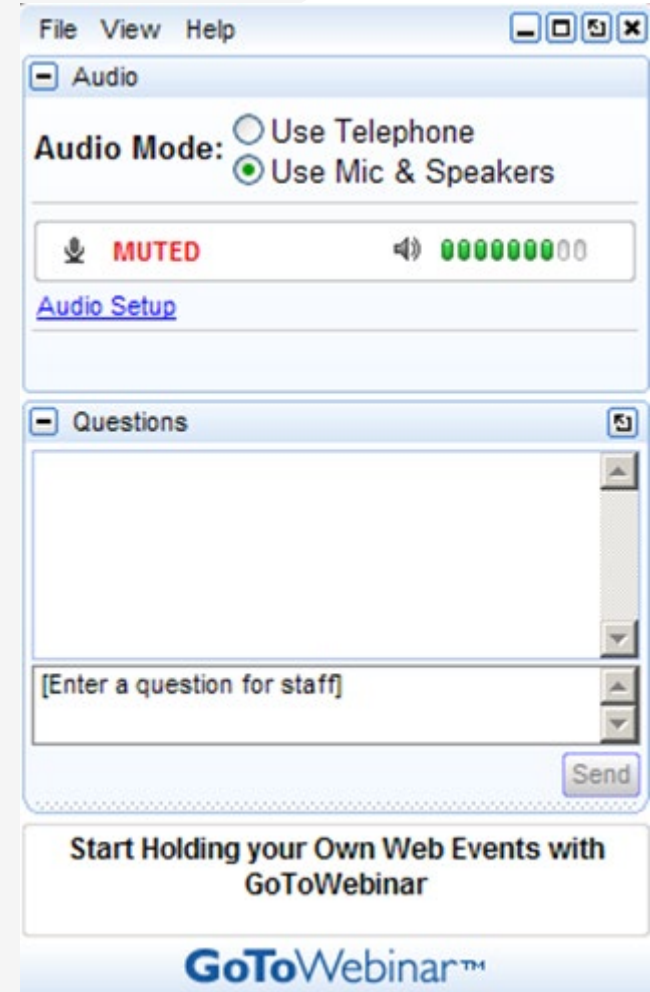 File View Help
Audio
Audio Mode: Use Telephone
Use Mic & Speakers
MUTED
Audio Setup
Questions
[Enter a question for staff]
Send
Start Holding your Own Web Events with
GoToWebinar
GoToWebinar™